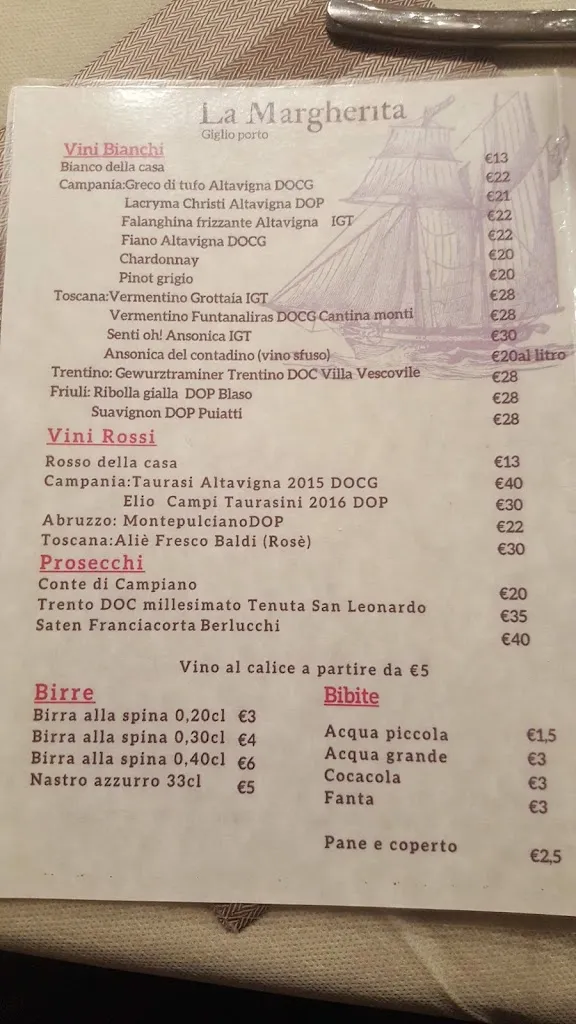 La Margherita
Giglio porto
Vini Bianchi
Bianco della casa €13
Campania:Greco di tufo Altavigna DOCG €22
Lacryma Christi Altavigna DOP €21
Falanghina frizzante Altavigna IGT €22
Fiano Altavigna DOCG €22
Chardonnay €20
Pinot grigio €20
Toscana:Vermentino Grottaia IGT €28
Vermentino Funtanaliras DOCG Cantina monti €28
Senti oh! Ansonica IGT €30
Ansonica del contadino (vino sfuso) €20al litro
Trentino: Gewurztraminer Trentino DOC Villa Vescovile €28
Friuli: Ribolla gialla DOP Blaso €28
Suavignon DOP Puiatti €28
Vini Rossi
Rosso della casa €13
Campania:Taurasi Altavigna 2015 DOCG €40
Elio Campi Taurasini 2016 DOP €30
Abruzzo: MontepulcianoDOP €22
Toscana:Aliè Fresco Baldi (Rosè) €30
Prosecchi
Conte di Campiano €20
Trento DOC millesimato Tenuta San Leonardo €35
Saten Franciacorta Berlucchi €40
Vino al calice a partire da €5
Birre
Birra alla spina 0,20cl €3
Birra alla spina 0,30cl €4
Birra alla spina 0,40cl €6
Nastro azzurro 33cl €5
Bibite
Acqua piccola €1,5
Acqua grande €3
Cocacola €3
Fanta €3
Pane e coperto €2,5